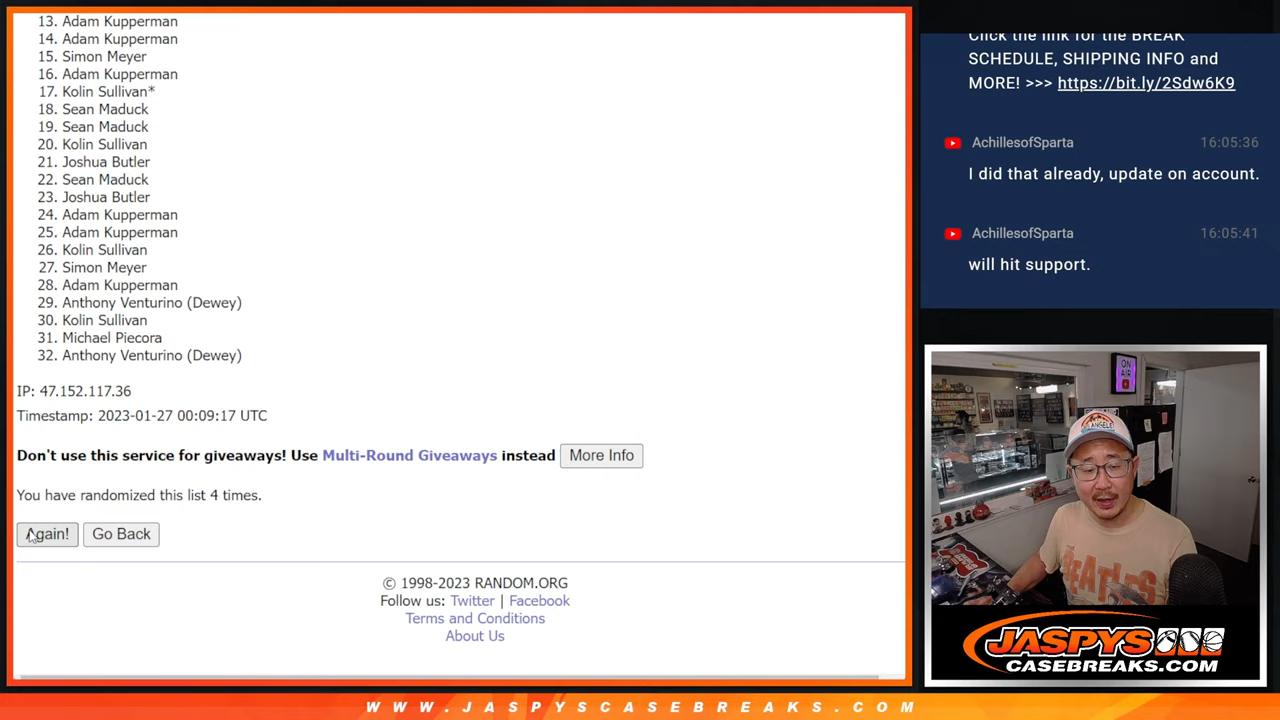 13. Adam Kupperman
14. Adam Kupperman
15. Simon Meyer
16. Adam Kupperman
17. Kolin Sullivan*
18. Sean Maduck
19. Sean Maduck
20. Kolin Sullivan
21. Joshua Butler
22. Sean Maduck
23. Joshua Butler
24. Adam Kupperman
25. Adam Kupperman
26. Kolin Sullivan
27. Simon Meyer
28. Adam Kupperman
29. Anthony Venturino (Dewey)
30. Kolin Sullivan
31. Michael Piecora
32. Anthony Venturino (Dewey)
IP: 47.152.117.36
Timestamp: 2023-01-27 00:09:17 UTC
Don't use this service for giveaways! Use Multi-Round Giveaways instead More Info
You have randomized this list 4 times.
Again! Go Back
© 1998-2023 RANDOM.ORG
Follow us: Twitter | Facebook
Terms and Conditions
About Us
Click the link for the BREAK
SCHEDULE, SHIPPING INFO and
MORE! >>> https://bit.ly/2Sdw6K9
AchillesofSparta 16:05:36
I did that already, update on account.
AchillesofSparta 16:05:41
will hit support.
ON
AIR
ANGELS
BEATLES
JASPYS
CASEBREAKS.COM
WWW.JASPYSCASEBREAKS.COM